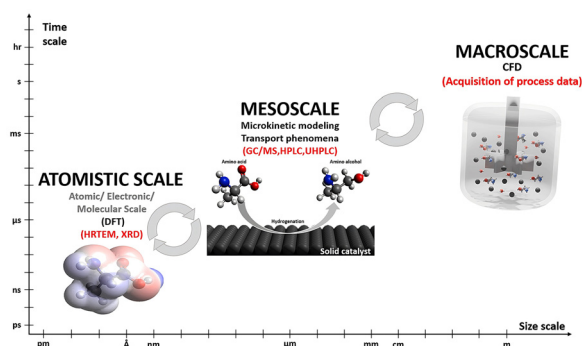 Time
scale
hr
s
ms
μs
ns
ps
MACROSCALE
CFD
(Acquisition of process data)
MESOSCALE
Microkinetic modeling
Transport phenomena
(GC/MS,HPLC,UHPLC)
Amino acid
Amino alcohol
Hydrogenation
Solid catalyst
ATOMISTIC SCALE
Atomic/ Electronic/
Molecular Scale
(DFT)
(HRTEM, XRD)
Size scale
pm Å nm μm mm cm m